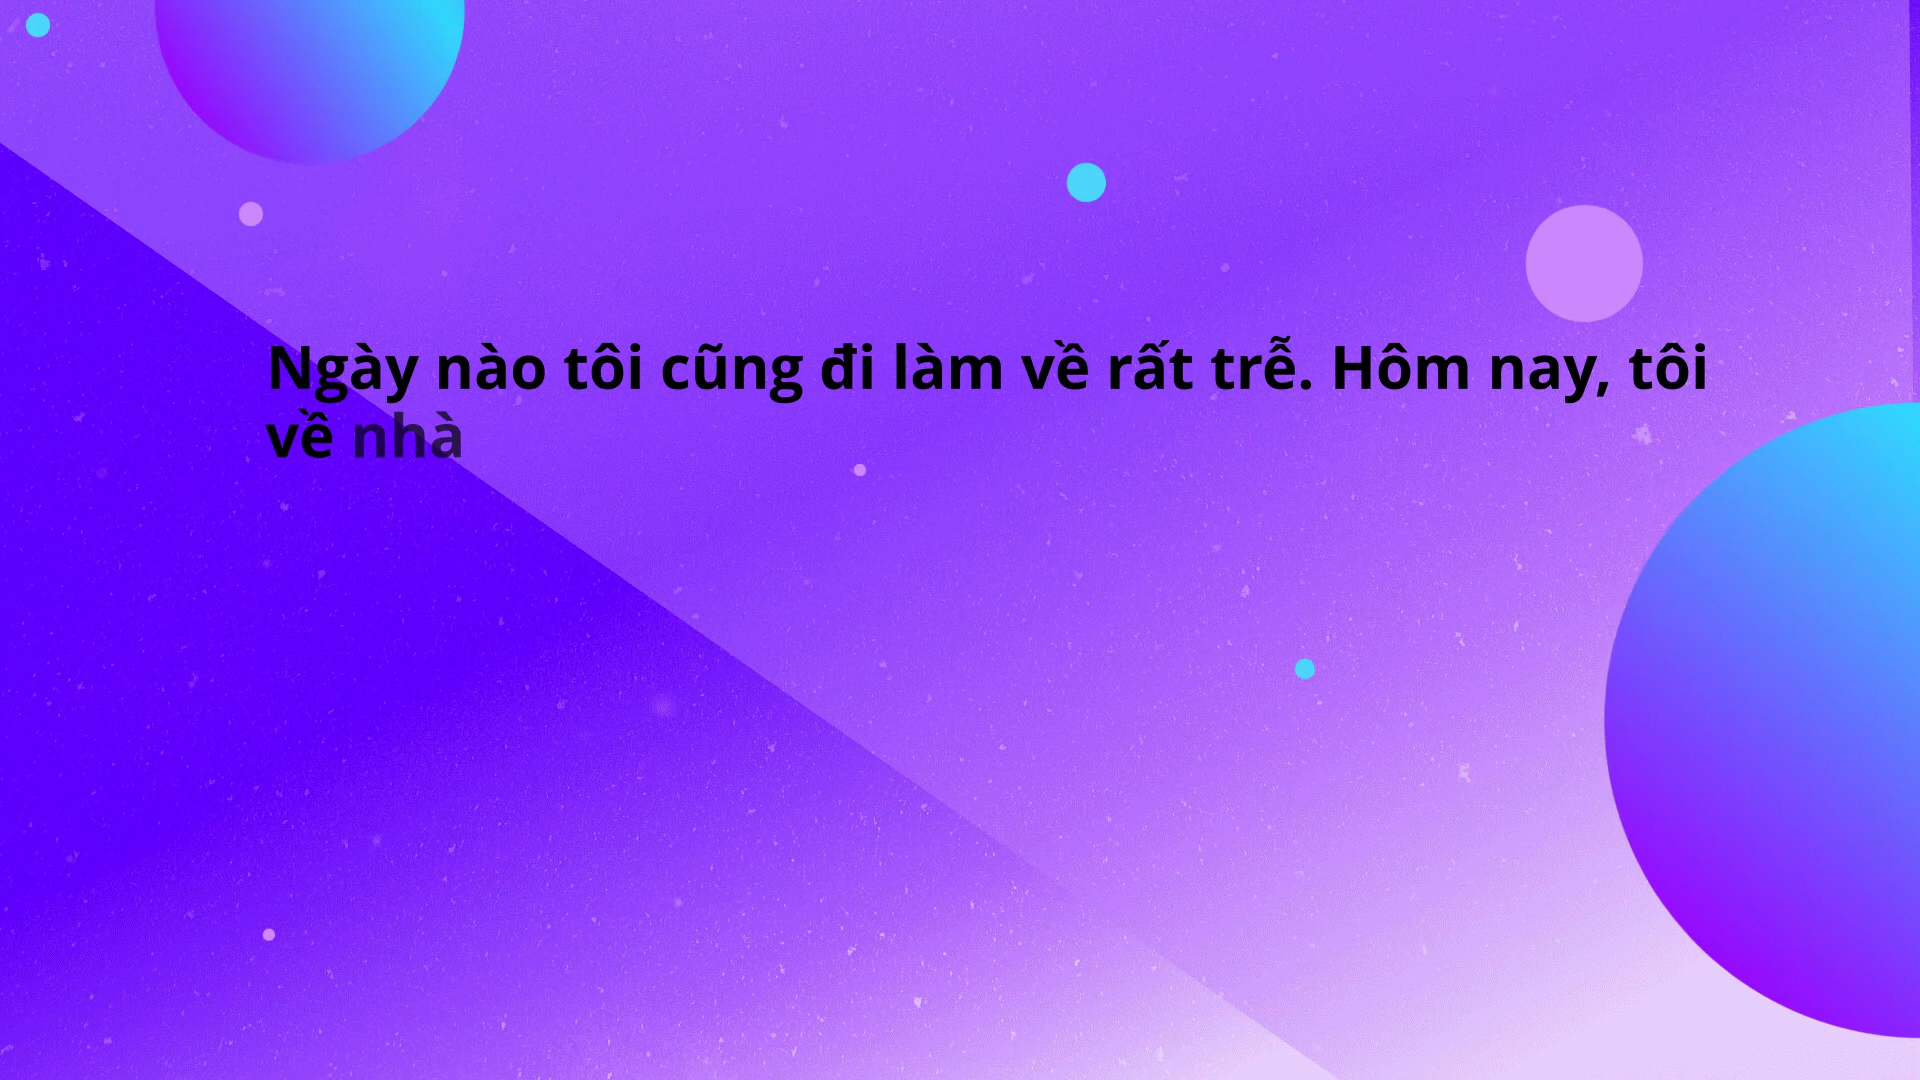 Ngày nào tôi cũng đi làm về rất trễ. Hôm nay, tôi
về nhà